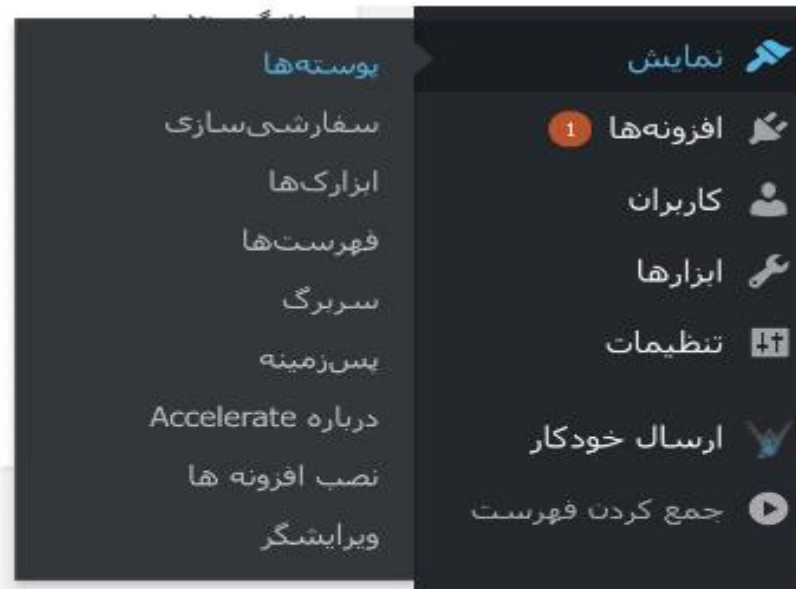 نمایش
افزونه‌ها 1
کاربران
ابزارها
تنظیمات
ارسال خودکار
جمع کردن فهرست
پوسته‌ها
سفارشی‌سازی
ابزارک‌ها
فهرست‌ها
سربرگ
پس‌زمینه
درباره Accelerate
نصب افزونه ها
ویرایشگر